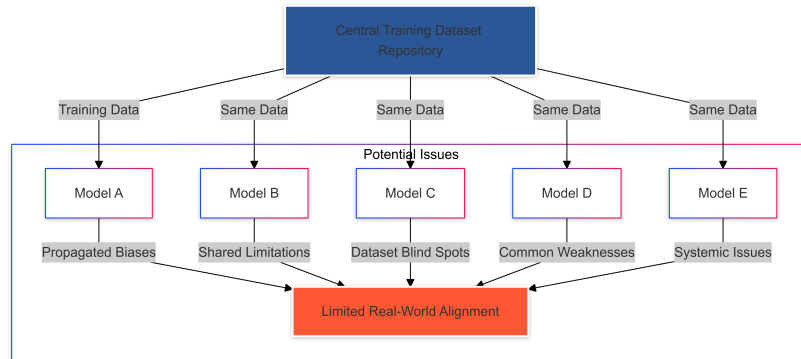 Central Training Dataset
Repository
Training Data
Same Data
Same Data
Same Data
Same Data
Potential Issues
Model A
Model B
Model C
Model D
Model E
Propagated Biases
Shared Limitations
Dataset Blind Spots
Common Weaknesses
Systemic Issues
Limited Real-World Alignment